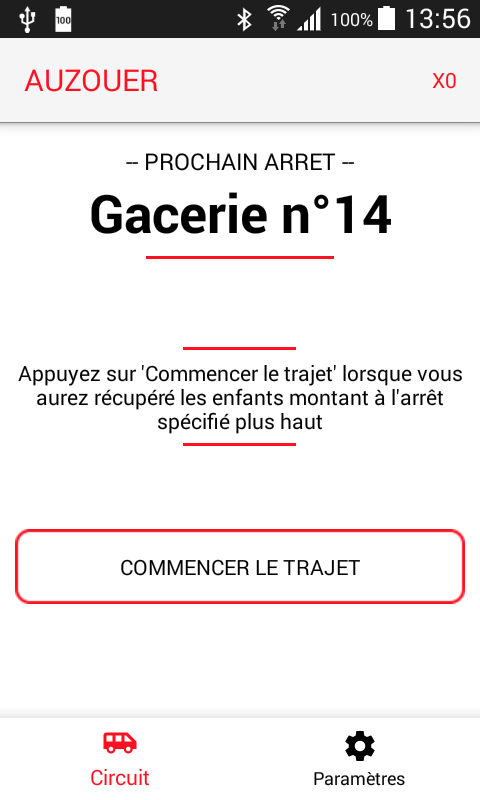 100 100% 13:56
AUZOUER X0
-- PROCHAIN ARRET --
Gacerie n°14
Appuyez sur 'Commencer le trajet' lorsque vous
aurez récupéré les enfants montant à l'arrêt
spécifié plus haut
COMMENCER LE TRAJET
Circuit Paramètres